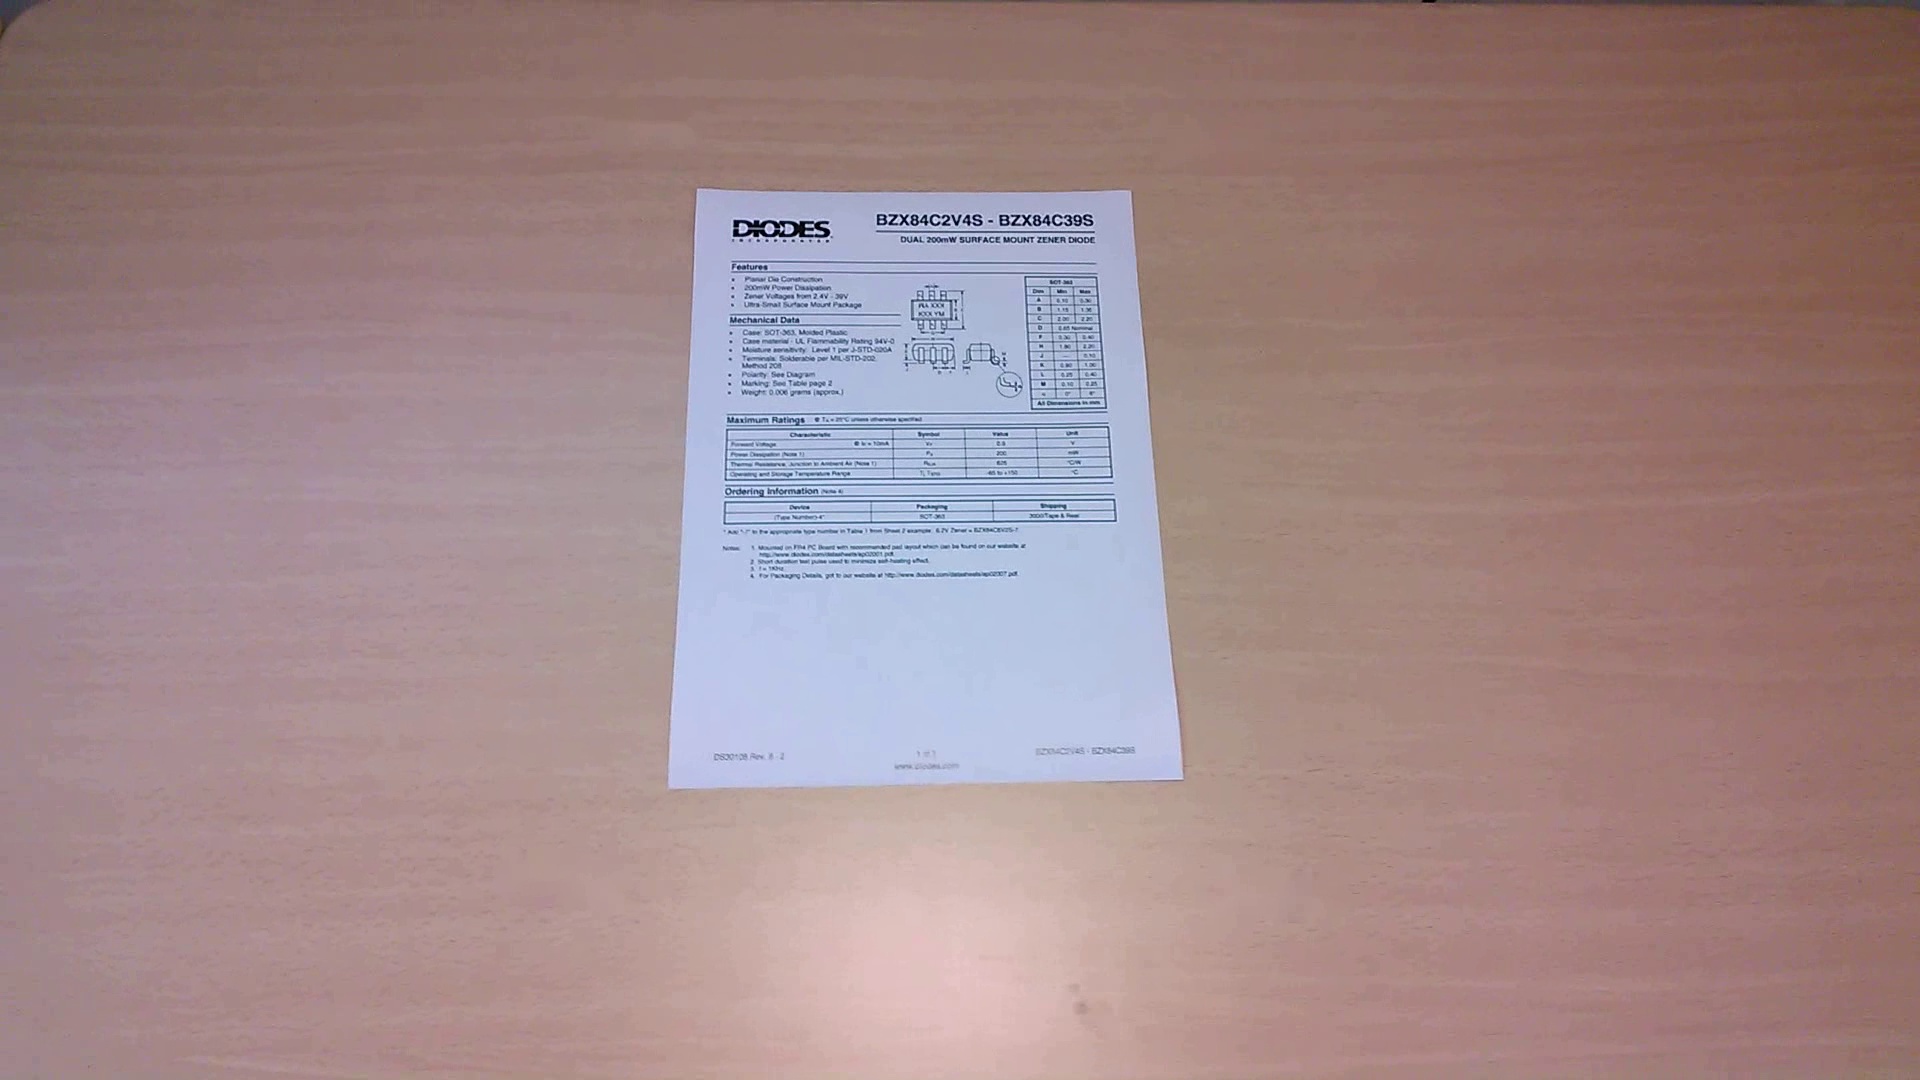 DIODES
INCORPORATED
BZX84C2V4S - BZX84C39S
DUAL 200mW SURFACE MOUNT ZENER DIODE
Features
• Planar Die Construction
• 200mW Power Dissipation
• Zener Voltages from 2.4V - 39V
• Ultra-Small Surface Mount Package
Mechanical Data
• Case: SOT-363, Molded Plastic
• Case material - UL Flammability Rating 94V-0
• Moisture sensitivity: Level 1 per J-STD-020A
• Terminals: Solderable per MIL-STD-202,
Method 208
• Polarity: See Diagram
• Marking: See Table page 2
• Weight: 0.006 grams (approx.)
SOT-363
Dim Min Max
A 0.10 0.30
B 1.15 1.35
C 2.00 2.20
D 0.65 Nominal
F 0.30 0.40
H 1.80 2.20
J — 0.10
K 0.90 1.00
L 0.25 0.40
M 0.10 0.25
All Dimensions in mm
Maximum Ratings @ TA = 25°C unless otherwise specified
Characteristic Symbol Value Unit
Forward Voltage @ IF = 10mA VF 0.9 V
Power Dissipation (Note 1) Pd 200 mW
Thermal Resistance, Junction to Ambient Air (Note 1) RθJA 625 °C/W
Operating and Storage Temperature Range Tj, TSTG -65 to +150 °C
Ordering Information (Note 4)
Device Packaging Shipping
(Type Number)-7* SOT-363 3000/Tape & Reel
* Add "-7" to the appropriate type number in Table 1 from Sheet 2 example: 6.2V Zener = BZX84C6V2S-7.
Notes: 1. Mounted on FR4 PC Board with recommended pad layout which can be found on our website at
http://www.diodes.com/datasheets/ap02001.pdf.
2. Short duration test pulse used to minimize self-heating effect.
3. f = 1KHz.
4. For Packaging Details, got to our website at http://www.diodes.com/datasheets/ap02007.pdf.
DS30108 Rev. 8 - 2
1 of 3
www.diodes.com
BZX84C2V4S - BZX84C39S